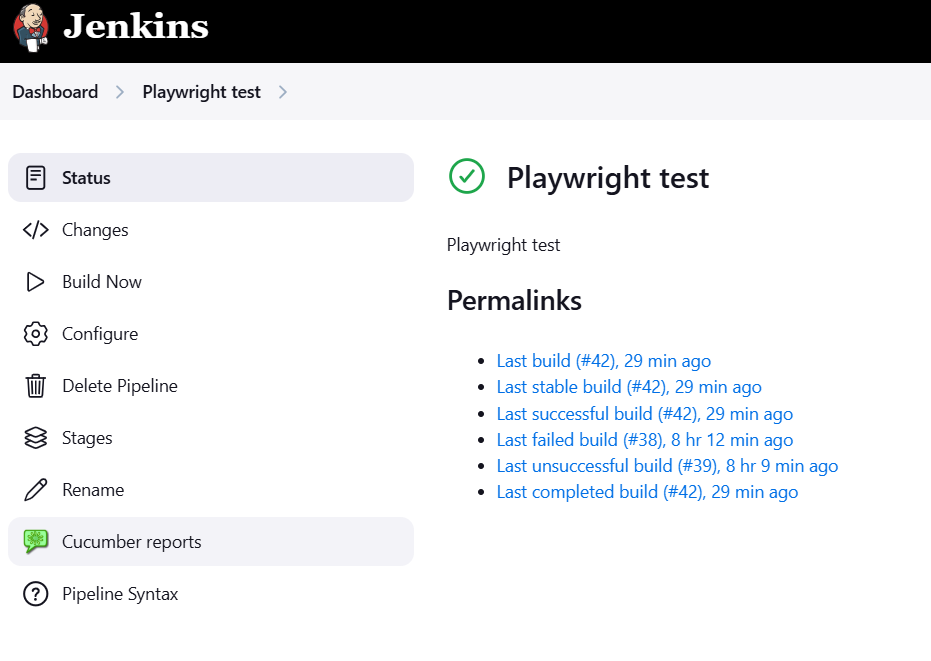 Jenkins
Dashboard
Playwright test
Status
Changes
Build Now
Configure
Delete Pipeline
Stages
Rename
Cucumber reports
Pipeline Syntax
Playwright test
Playwright test
Permalinks
Last build (#42), 29 min ago
Last stable build (#42), 29 min ago
Last successful build (#42), 29 min ago
Last failed build (#38), 8 hr 12 min ago
Last unsuccessful build (#39), 8 hr 9 min ago
Last completed build (#42), 29 min ago